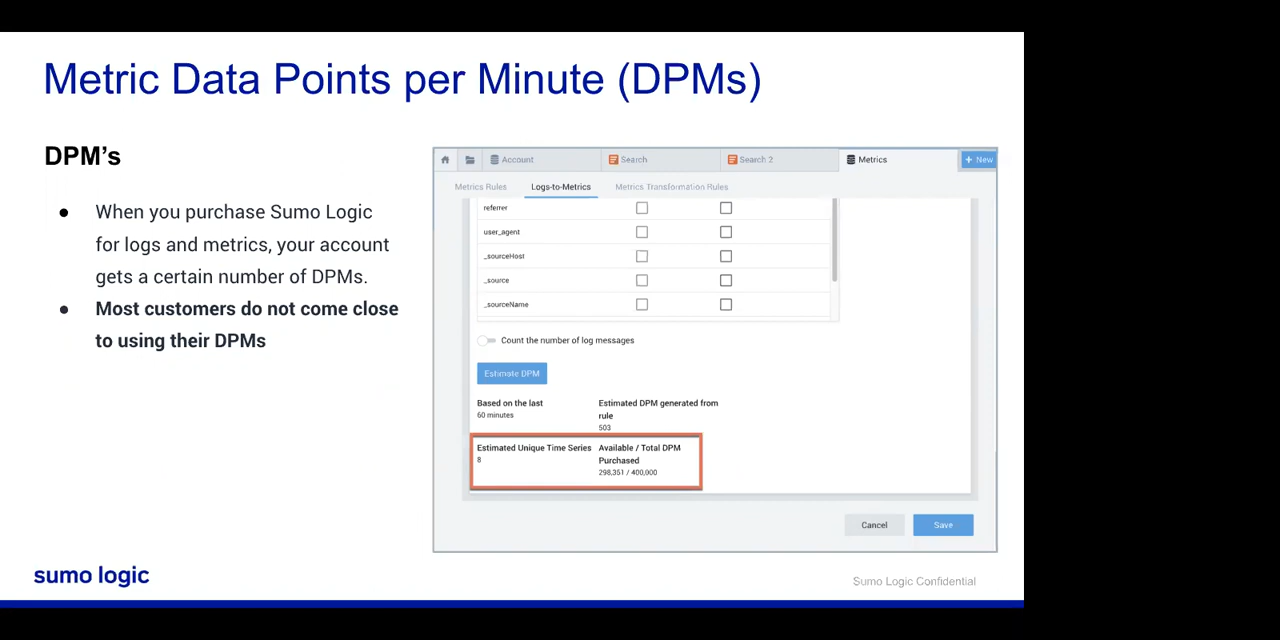 Metric Data Points per Minute (DPMs)
DPM's
When you purchase Sumo Logic
for logs and metrics, your account
gets a certain number of DPMs.
Most customers do not come close
to using their DPMs
Account
Search
Search 2
Metrics
+ New
Metrics Rules
Logs-to-Metrics
Metrics Transformation Rules
referrer
user_agent
_sourceHost
_source
_sourceName
Count the number of log messages
Estimate DPM
Based on the last
60 minutes
Estimated DPM generated from
rule
503
Estimated Unique Time Series
8
Available / Total DPM
Purchased
298,351 / 400,000
Cancel
Save
sumo logic
Sumo Logic Confidential